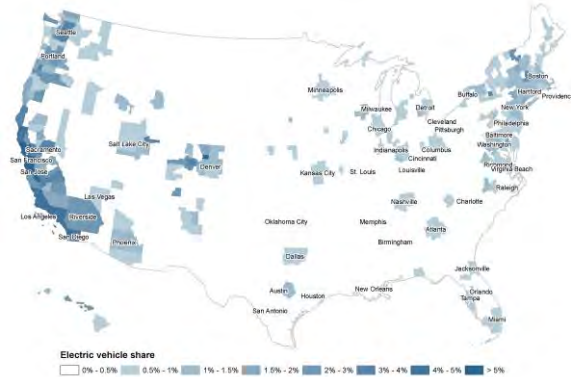 Seattle
Portland
Minneapolis
Milwaukee
Detroit
Buffalo
Boston
Hartford
Providenc
New York
Chicago
Cleveland
Pittsburgh
Philadelphia
Salt Lake City
Sacramento
San Francisco
San Jose
Denver
Indianapolis
Columbus
Cincinnati
Baltimore
Washington
Kansas City
St. Louis
Louisville
Richmond
Virginia Beach
Las Vegas
Raleigh
Nashville
Charlotte
Los Angeles
Riverside
San Diego
Phoenix
Oklahoma City
Memphis
Atlanta
Birmingham
Dallas
Jacksonville
Austin
Houston
New Orleans
San Antonio
Orlando
Tampa
Miami
Electric vehicle share
0% - 0.5% 0.5% - 1% 1% - 1.5% 1.5% - 2% 2% - 3% 3% - 4% 4% - 5% > 5%